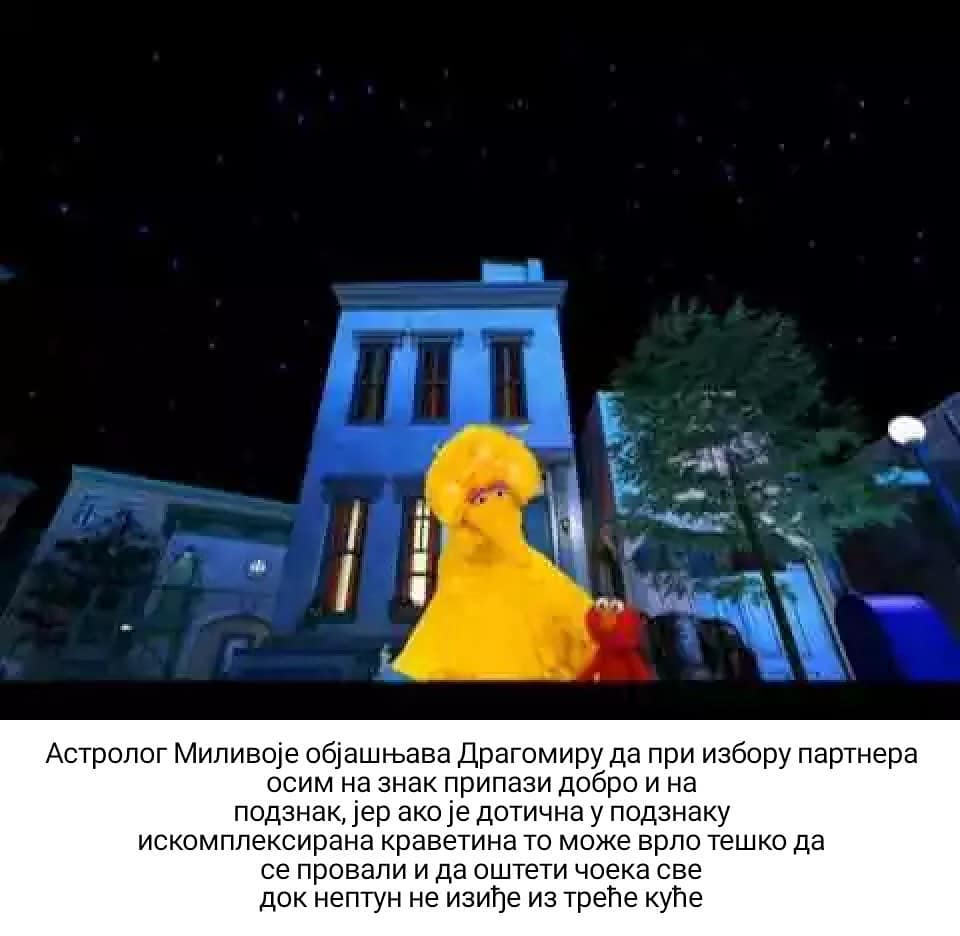 Астролог Миливоје објашњава Драгомиру да при избору партнера
осим на знак припази добро и на
подзнак, јер ако је дотична у подзнаку
искомплексирана краветина то може врло тешко да
се провали и да оштети чоека све
док нептун не изиђе из треће куће